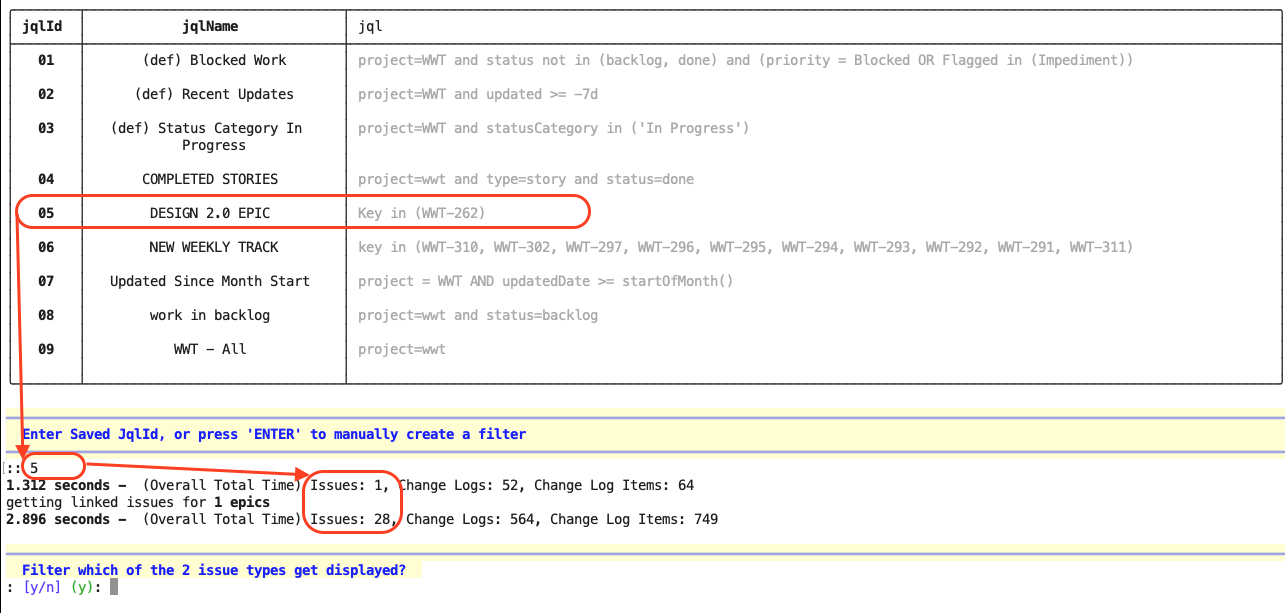 jqlId jqlName jql
01 (def) Blocked Work project=WWT and status not in (backlog, done) and (priority = Blocked OR Flagged in (Impediment))
02 (def) Recent Updates project=WWT and updated >= -7d
03 (def) Status Category In project=WWT and statusCategory in ('In Progress')
Progress
04 COMPLETED STORIES project=wwt and type=story and status=done
05 DESIGN 2.0 EPIC Key in (WWT-262)
06 NEW WEEKLY TRACK key in (WWT-310, WWT-302, WWT-297, WWT-296, WWT-295, WWT-294, WWT-293, WWT-292, WWT-291, WWT-311)
07 Updated Since Month Start project = WWT AND updatedDate >= startOfMonth()
08 work in backlog project=wwt and status=backlog
09 WWT - All project=wwt
Enter Saved JqlId, or press 'ENTER' to manually create a filter
:: 5
1.312 seconds - (Overall Total Time) Issues: 1, Change Logs: 52, Change Log Items: 64
getting linked issues for 1 epics
2.896 seconds - (Overall Total Time) Issues: 28, Change Logs: 564, Change Log Items: 749
Filter which of the 2 issue types get displayed?
: [y/n] (y):